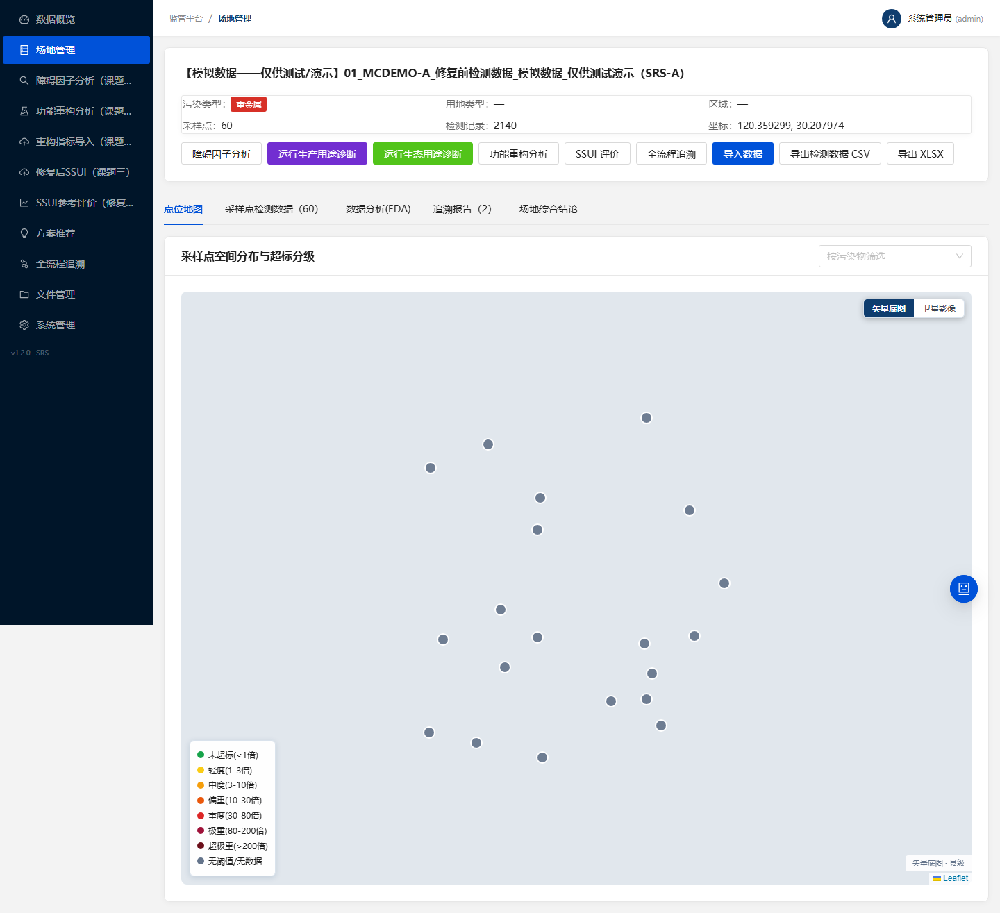 数据概览
场地管理
障碍因子分析（课题...
功能重构分析（课题...
重构指标导入（课题...
修复后SSUI（课题三）
SSUI参考评价（修复...
方案推荐
全流程追溯
文件管理
系统管理
v1.2.0 · SRS
监管平台 / 场地管理
系统管理员 (admin)
【模拟数据——仅供测试/演示】01_MCDEMO-A_修复前检测数据_模拟数据_仅供测试演示（SRS-A）
污染类型： 重金属 用地类型：— 区域：—
采样点：60 检测记录：2140 坐标：120.359299, 30.207974
障碍因子分析 运行生产用途诊断 运行生态用途诊断 功能重构分析 SSUI 评价 全流程追溯 导入数据 导出检测数据 CSV 导出 XLSX
点位地图 采样点检测数据（60） 数据分析(EDA) 追溯报告（2） 场地综合结论
采样点空间分布与超标分级 按污染物筛选
矢量底图 卫星影像
未超标(<1倍)
轻度(1-3倍)
中度(3-10倍)
偏重(10-30倍)
重度(30-80倍)
极重(80-200倍)
超极重(>200倍)
无阈值/无数据
矢量底图 · 县级
Leaflet